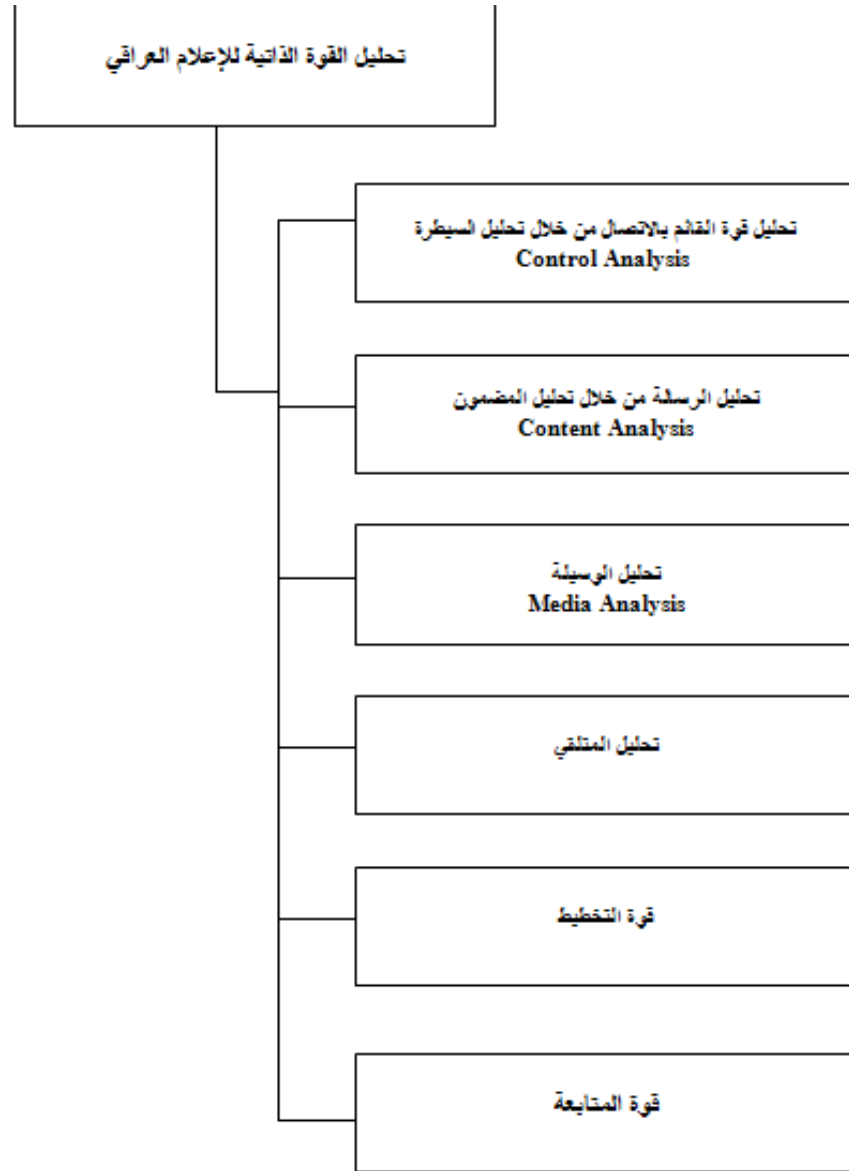 تحليل القوة الذاتية للإعلام العراقي
تحليل قوة القائم بالاتصال من خلال تحليل السيطرة
Control Analysis
تحليل الرسالة من خلال تحليل المضمون
Content Analysis
تحليل الوسيلة
Media Analysis
تحليل المتلقي
قوة التخطيط
قوة المتابعة